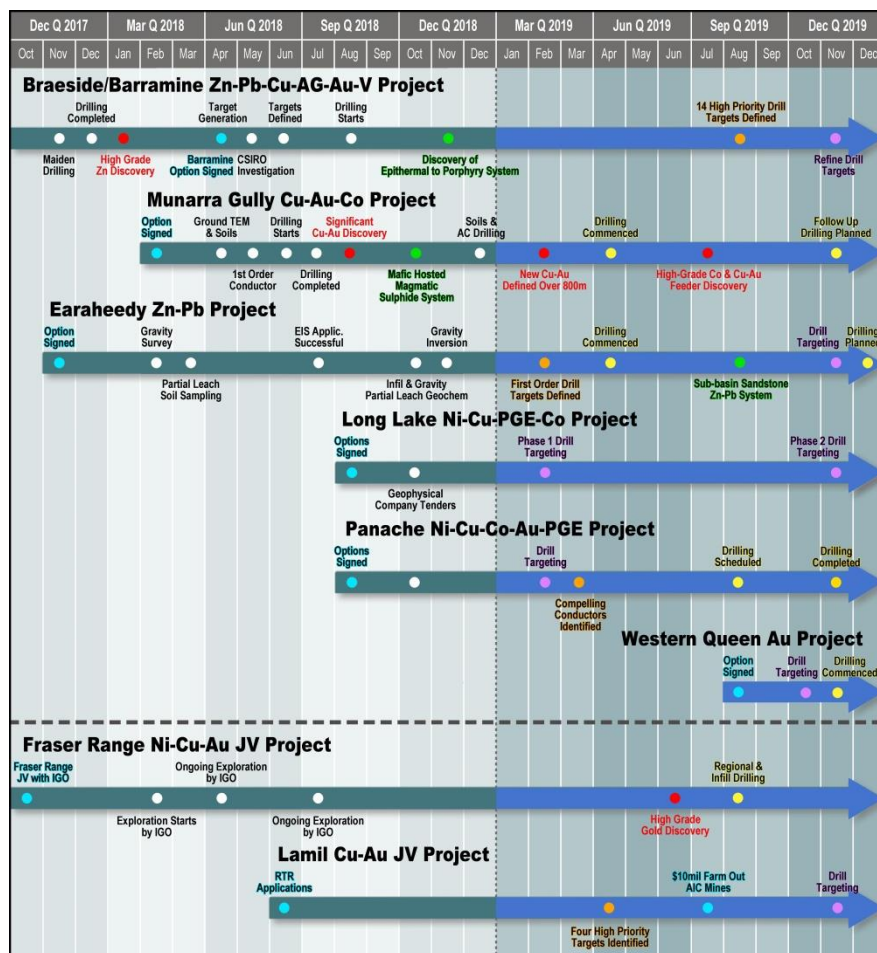 Dec Q 2017 Mar Q 2018 Jun Q 2018 Sep Q 2018 Dec Q 2018 Mar Q 2019 Jun Q 2019 Sep Q 2019 Dec Q 2019
Oct Nov Dec Jan Feb Mar Apr May Jun Jul Aug Sep Oct Nov Dec Jan Feb Mar Apr May Jun Jul Aug Sep Oct Nov Dec
Braeside/Barramine Zn-Pb-Cu-AG-Au-V Project
Drilling
Completed
Target
Generation
Targets
Defined
Drilling
Starts
14 High Priority Drill
Targets Defined
Maiden
Drilling
High Grade
Zn Discovery
Barramine
Option Signed
CSIRO
Investigation
Discovery of
Epithermal to Porphyry System
Refine Drill
Targets
Munarra Gully Cu-Au-Co Project
Option
Signed
Ground TEM
& Soils
Drilling
Starts
Significant
Cu-Au Discovery
Soils &
AC Drilling
Drilling
Commenced
Follow Up
Drilling Planned
1st Order
Conductor
Drilling
Completed
Mafic Hosted
Magmatic
Sulphide System
New Cu-Au
Defined Over 800m
High-Grade Co & Cu-Au
Feeder Discovery
Earaheedy Zn-Pb Project
Option
Signed
Gravity
Survey
EIS Applic.
Successful
Gravity
Inversion
Drilling
Commenced
Drill
Targeting
Drilling
Planned
Partial Leach
Soil Sampling
Infil & Gravity
Partial Leach Geochem
First Order Drill
Targets Defined
Sub-basin Sandstone
Zn-Pb System
Long Lake Ni-Cu-PGE-Co Project
Options
Signed
Phase 1 Drill
Targeting
Phase 2 Drill
Targeting
Geophysical
Company Tenders
Panache Ni-Cu-Co-Au-PGE Project
Options
Signed
Drill
Targeting
Drilling
Scheduled
Drilling
Completed
Compelling
Conductors
Identified
Western Queen Au Project
Option
Signed
Drill
Targeting
Drilling
Commenced
Fraser Range Ni-Cu-Au JV Project
Fraser Range
JV with IGO
Ongoing Exploration
by IGO
Regional &
Infill Drilling
Exploration Starts
by IGO
Ongoing Exploration
by IGO
High Grade
Gold Discovery
Lamil Cu-Au JV Project
RTR
Applications
$10mil Farm Out
AIC Mines
Drill
Targeting
Four High Priority
Targets Identified